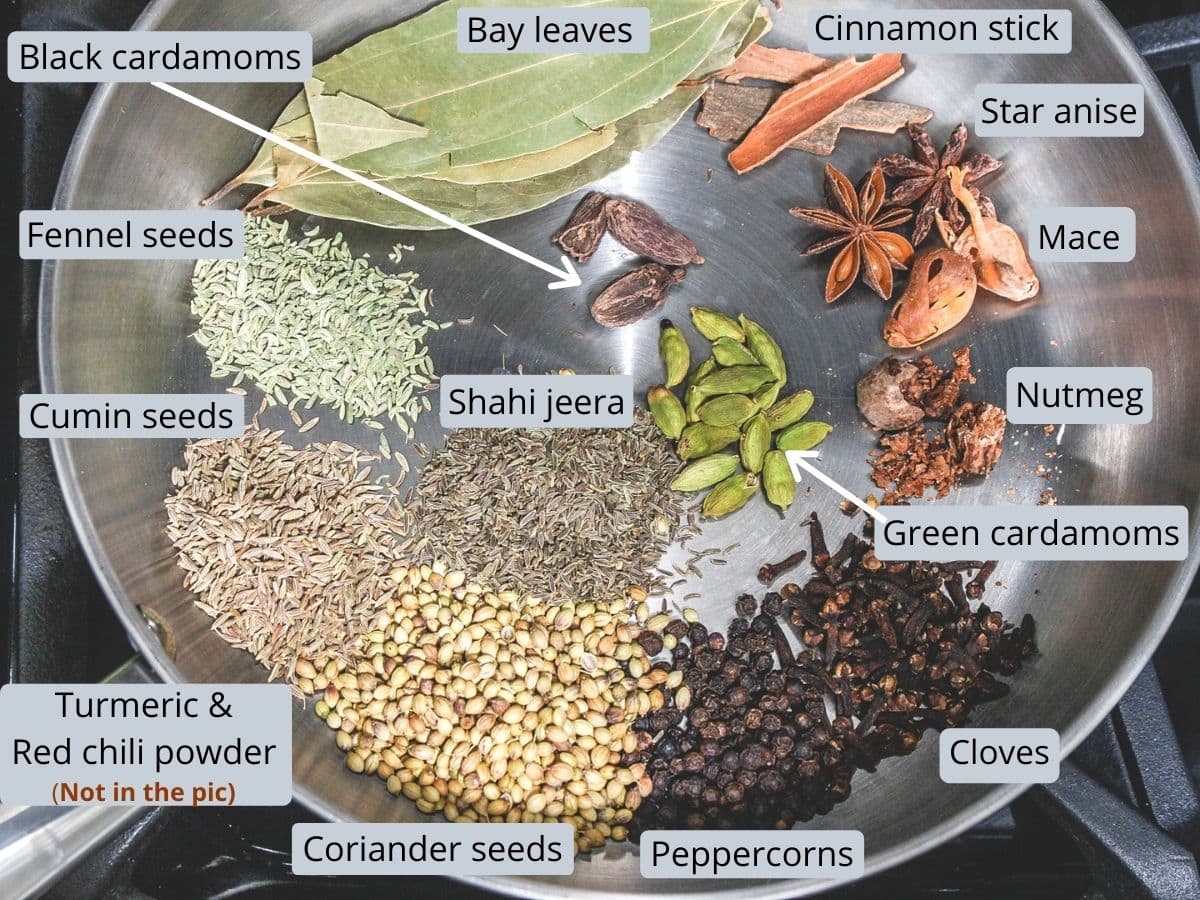 Bay leaves
Cinnamon stick
Black cardamoms
Star anise
Fennel seeds
Mace
Shahi jeera
Nutmeg
Cumin seeds
Green cardamoms
Turmeric &
Red chili powder
(Not in the pic)
Cloves
Coriander seeds
Peppercorns